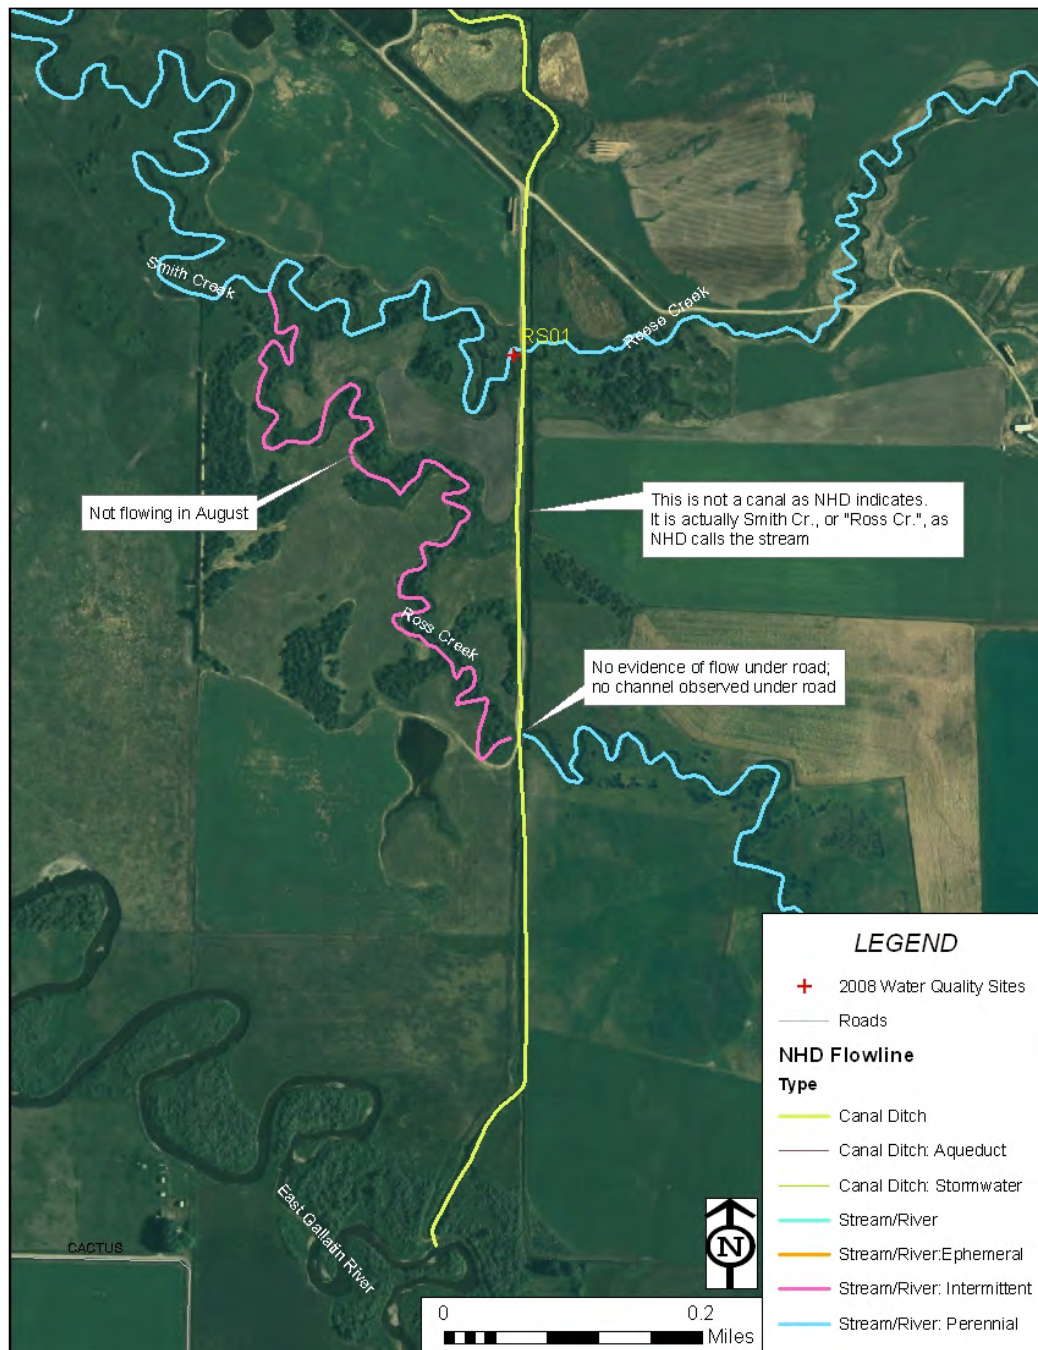 Smith Creek
RS01
Reese Creek
Not flowing in August
This is not a canal as NHD indicates.
It is actually Smith Cr., or "Ross Cr.", as
NHD calls the stream
Ross Creek
No evidence of flow under road;
no channel observed under road
East Gallatin River
CACTUS
N
0 0.2
Miles
LEGEND
2008 Water Quality Sites
Roads
NHD Flowline
Type
Canal Ditch
Canal Ditch: Aqueduct
Canal Ditch: Stormwater
Stream/River
Stream/River:Ephemeral
Stream/River: Intermittent
Stream/River: Perennial